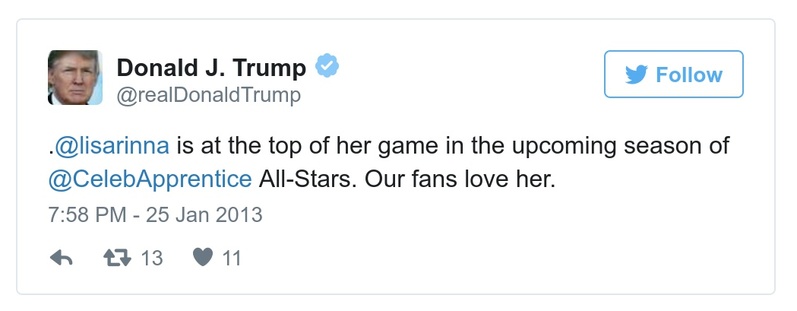 Donald J. Trump
@realDonaldTrump
Follow
.@lisarinna is at the top of her game in the upcoming season of
@CelebApprentice All-Stars. Our fans love her.
7:58 PM - 25 Jan 2013
13 11